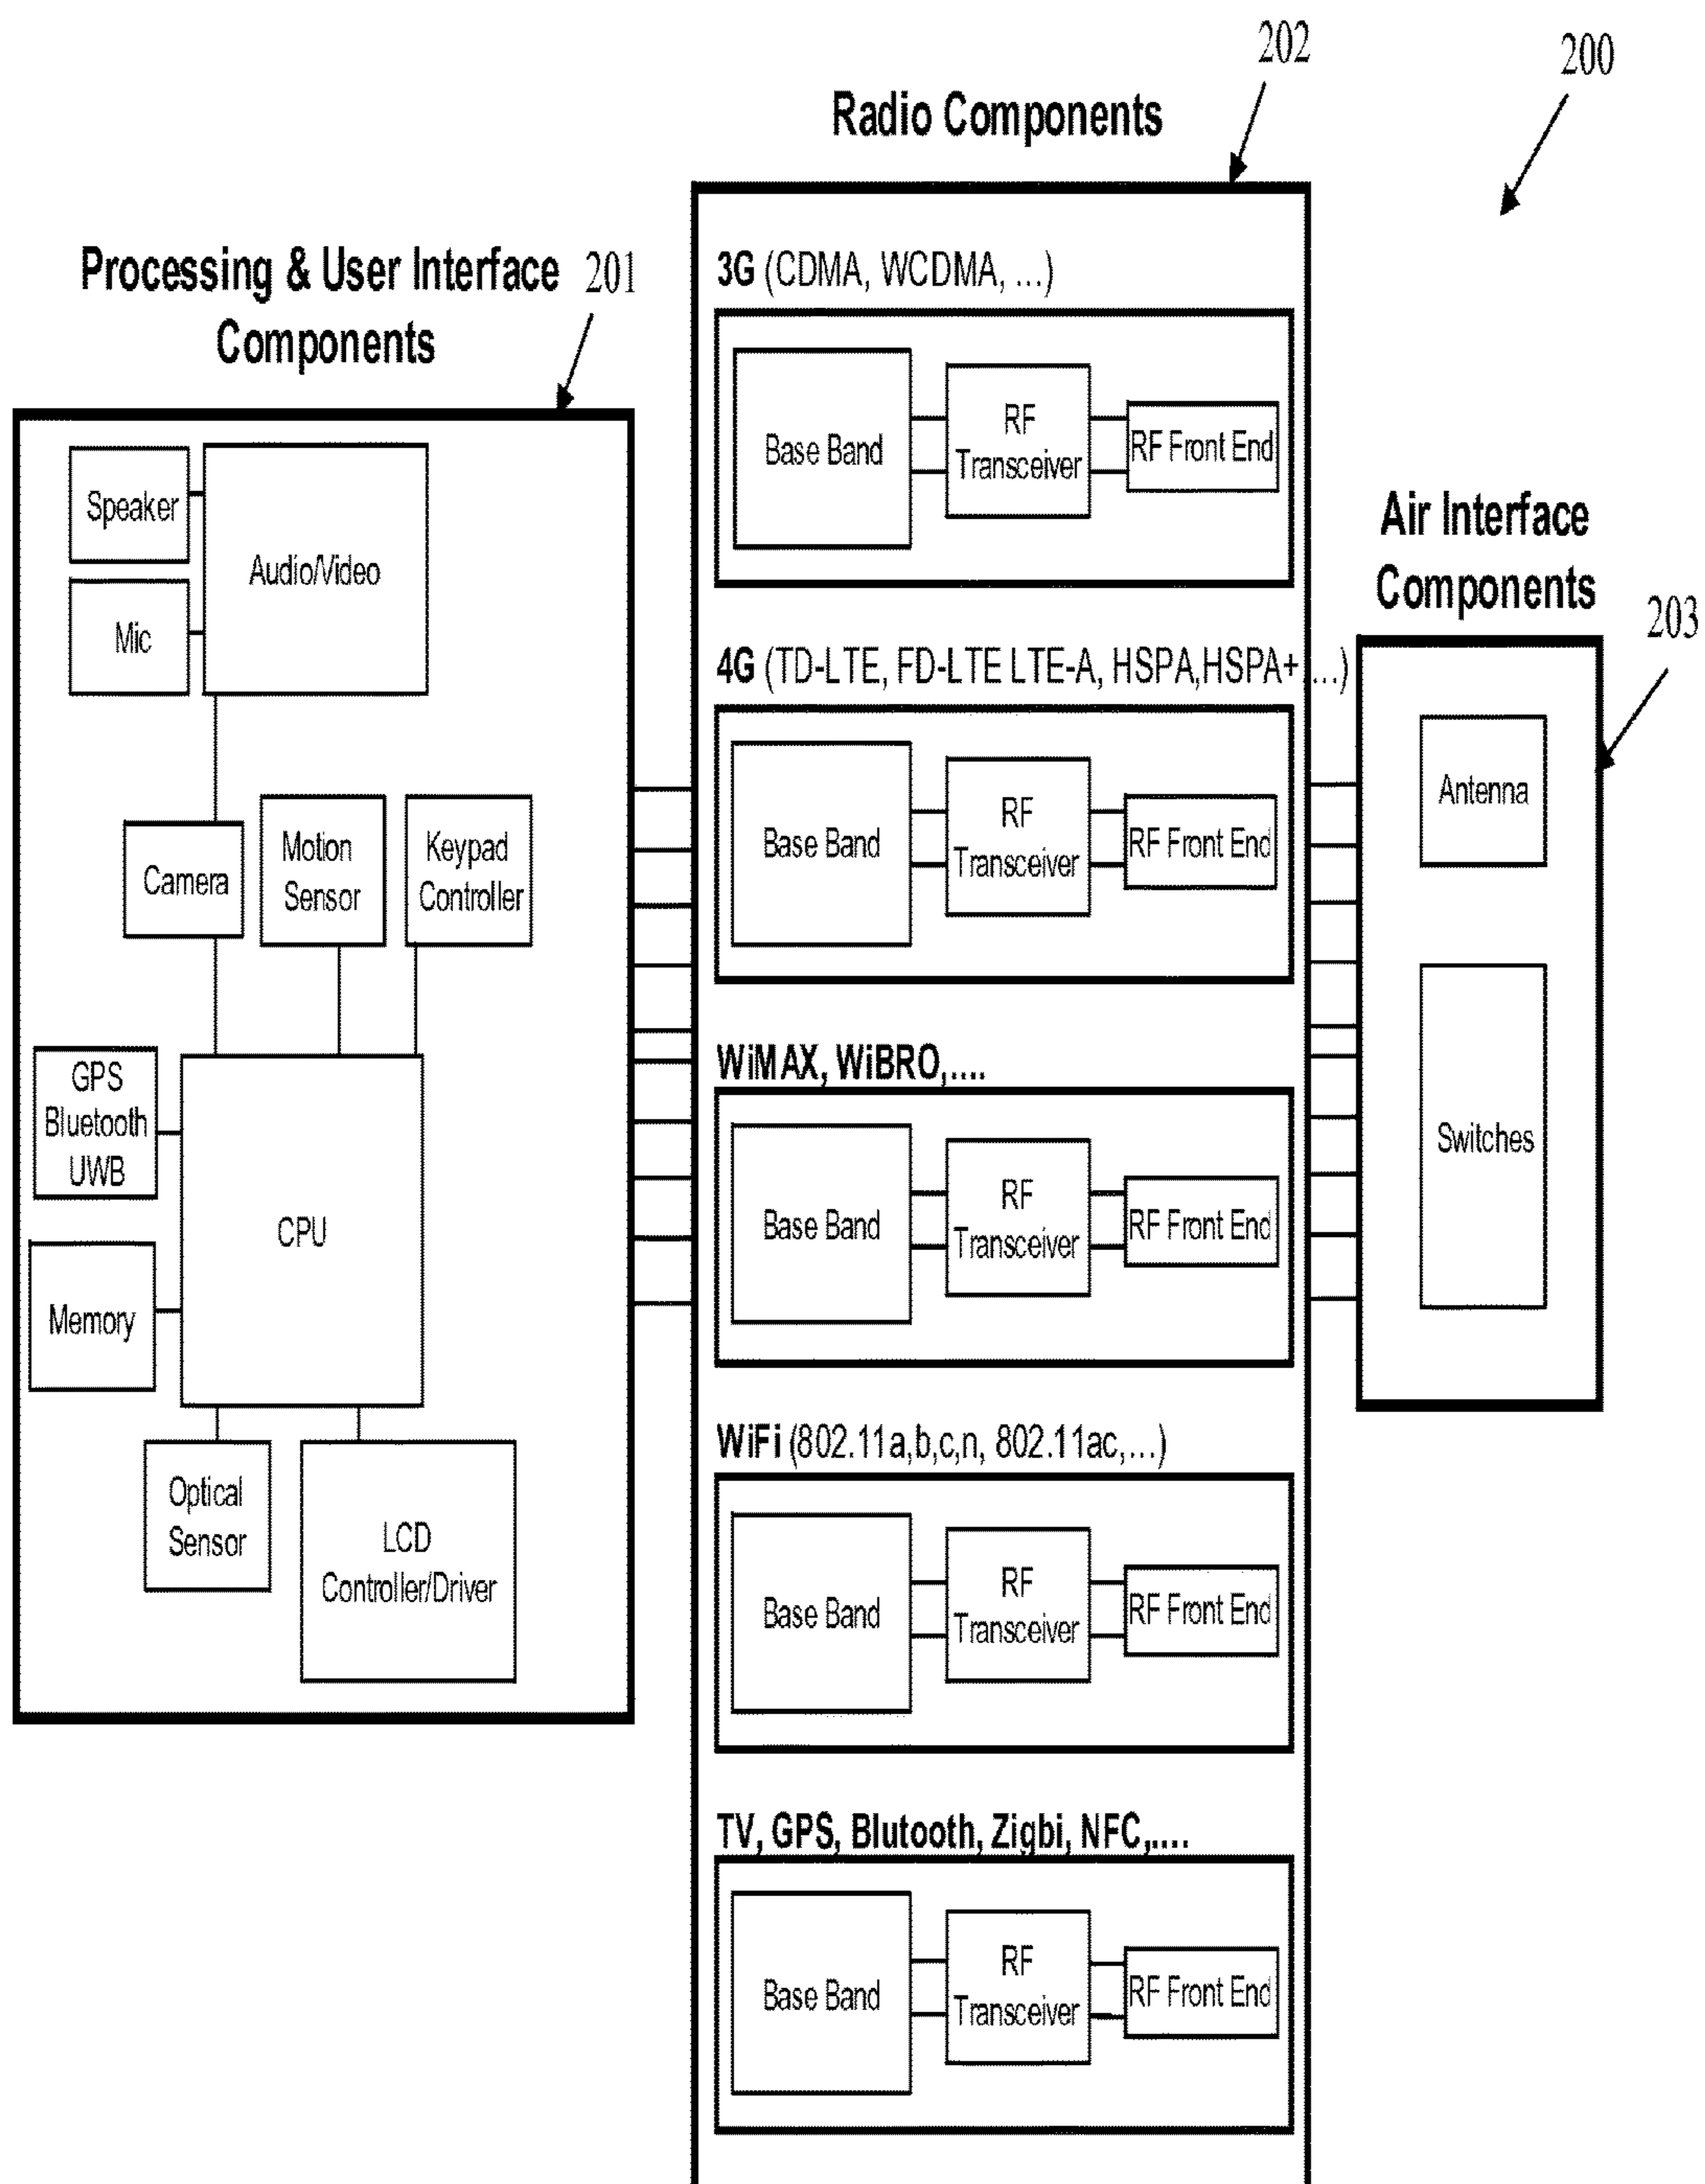 200
202
Radio Components
Processing & User Interface
Components
201
Speaker
Mic
Audio/Video
Camera
Motion
Sensor
Keypad
Controller
GPS
Bluetooth
UWB
CPU
Memory
Optical
Sensor
LCD
Controller/Driver
3G (CDMA, WCDMA, ...)
Base Band
RF
Transceiver
RF Front End
4G (TD-LTE, FD-LTE LTE-A, HSPA,HSPA+ ,...)
Base Band
RF
Transceiver
RF Front End
WiMAX, WiBRO,....
Base Band
RF
Transceiver
RF Front End
WiFi (802.11a,b,c,n, 802.11ac,...)
Base Band
RF
Transceiver
RF Front End
TV, GPS, Blutooth, Zigbi, NFC,....
Base Band
RF
Transceiver
RF Front End
Air Interface
Components
203
Antenna
Switches